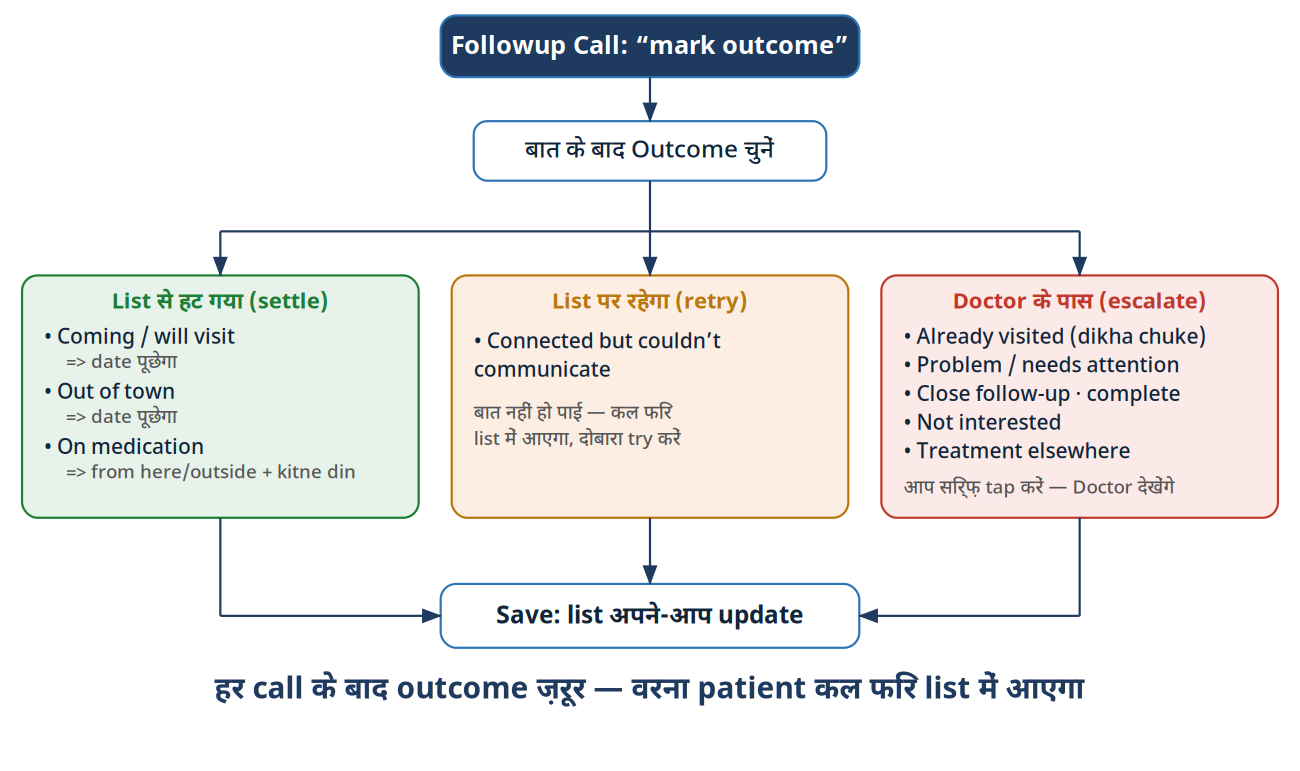 Followup Call: “mark outcome”
बात के बाद Outcome चुनें
List से हट गया (settle)
• Coming / will visit
=> date पूछेगा
• Out of town
=> date पूछेगा
• On medication
=> from here/outside + kitne din
List पर रहेगा (retry)
• Connected but couldn’t
communicate
बात नहीं हो पाई — कल फिर
list में आएगा, दोबारा try करें
Doctor के पास (escalate)
• Already visited (dikha chuke)
• Problem / needs attention
• Close follow-up · complete
• Not interested
• Treatment elsewhere
आप सिर्फ़ tap करें — Doctor देखेंगे
Save: list अपने-आप update
हर call के बाद outcome ज़रूर — वरना patient कल फिर list में आएगा